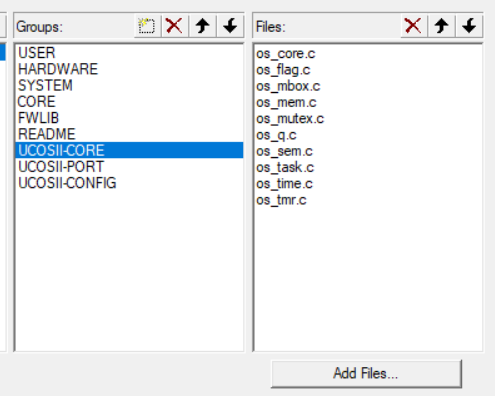 Groups:
USER
HARDWARE
SYSTEM
CORE
FWLIB
README
UCOSII-CORE
UCOSII-PORT
UCOSII-CONFIG
Files:
os_core.c
os_flag.c
os_mbox.c
os_mem.c
os_mutex.c
os_q.c
os_sem.c
os_task.c
os_time.c
os_tmr.c
Add Files...